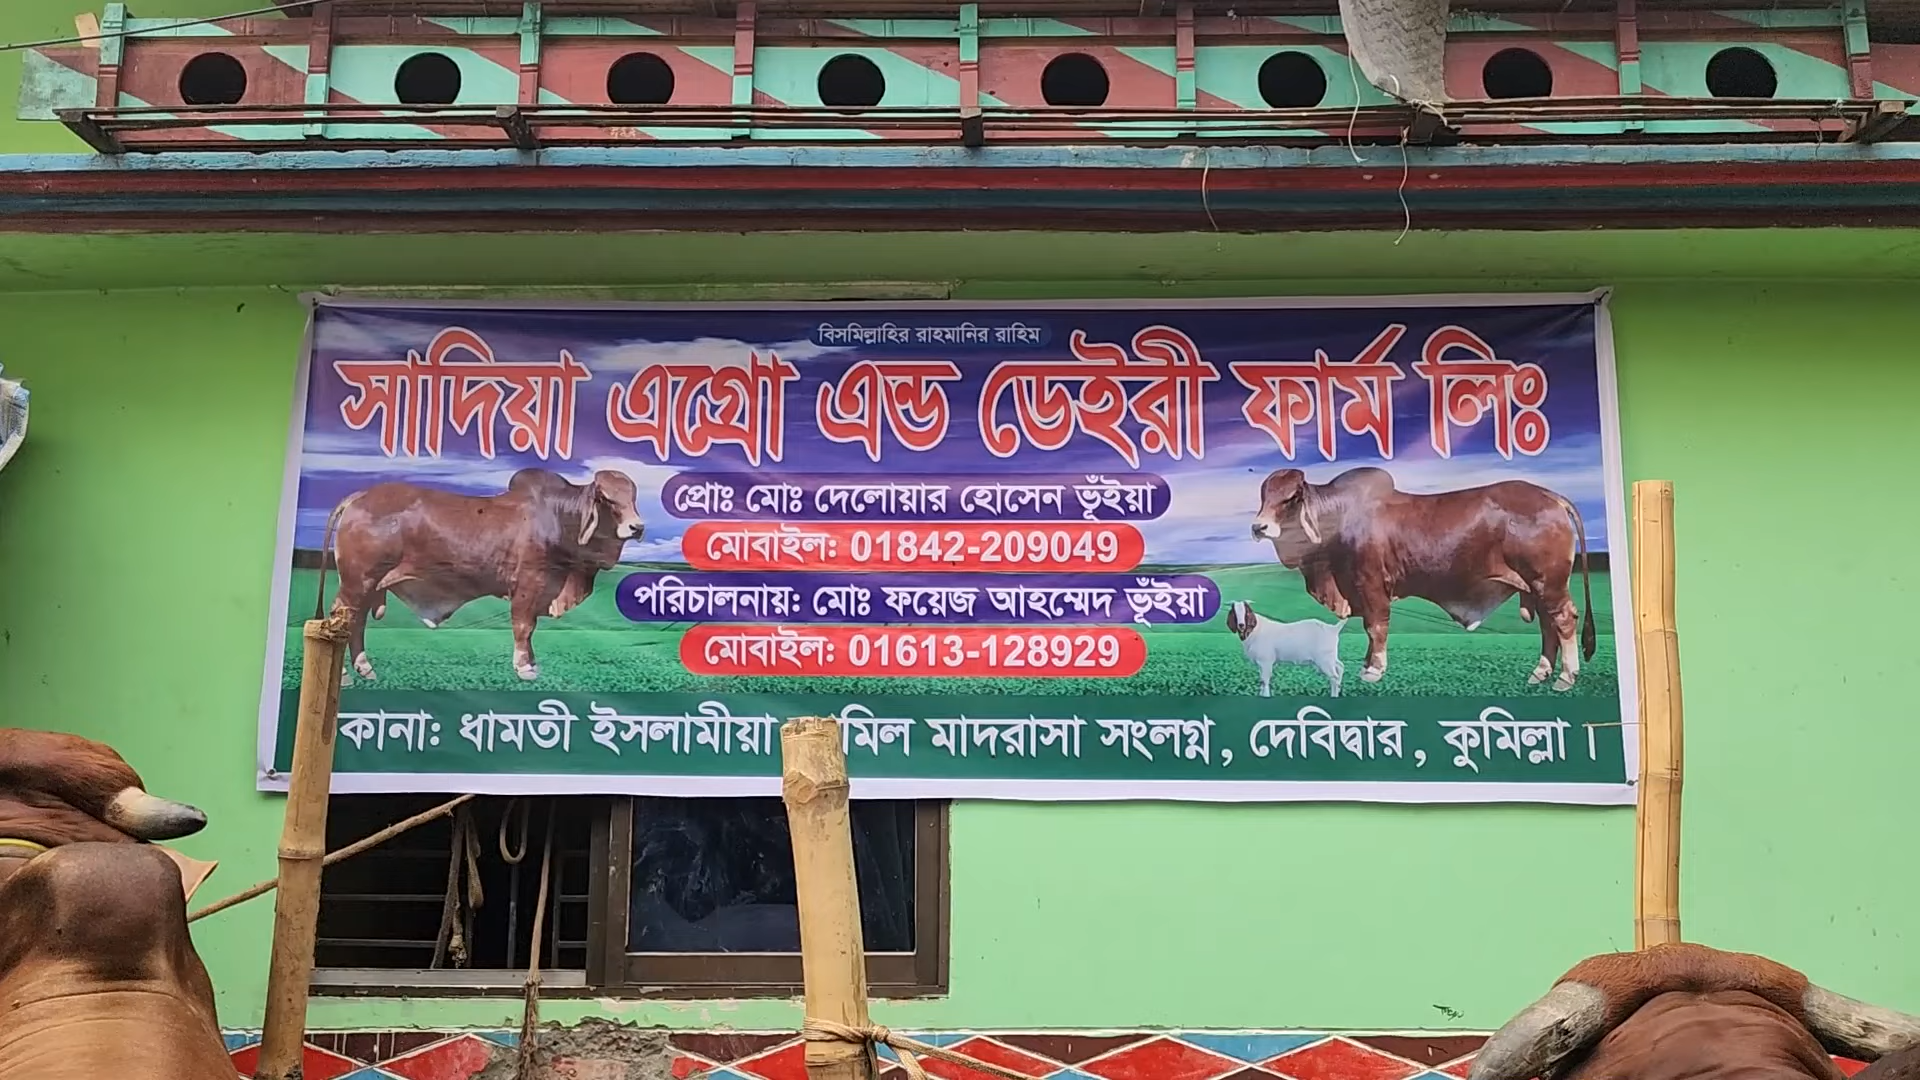 বিসমিল্লাহির রাহমানির রাহিম
সাদিয়া এগ্রো এন্ড ডেইরী ফার্ম লিঃ
প্রোঃ মোঃ দেলোয়ার হোসেন ভূঁইয়া
মোবাইল: 01842-209049
পরিচালনায়: মোঃ ফয়েজ আহম্মেদ ভূঁইয়া
মোবাইল: 01613-128929
ধামতী ইসলামীয়া মাদরাসা সংলগ্ন, দেবিদ্বার, কুমিল্লা।